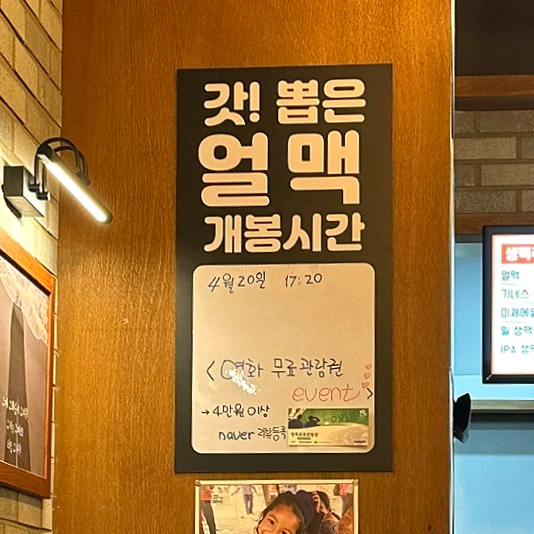 갓! 뽑은
얼맥
개봉시간
4월 20일 17:20
<영화 무료관람권
event>
→ 4만원 이상
naver 리뷰등록
생맥
얼맥
기네스
미제에일
밀 생맥
IPA 생맥